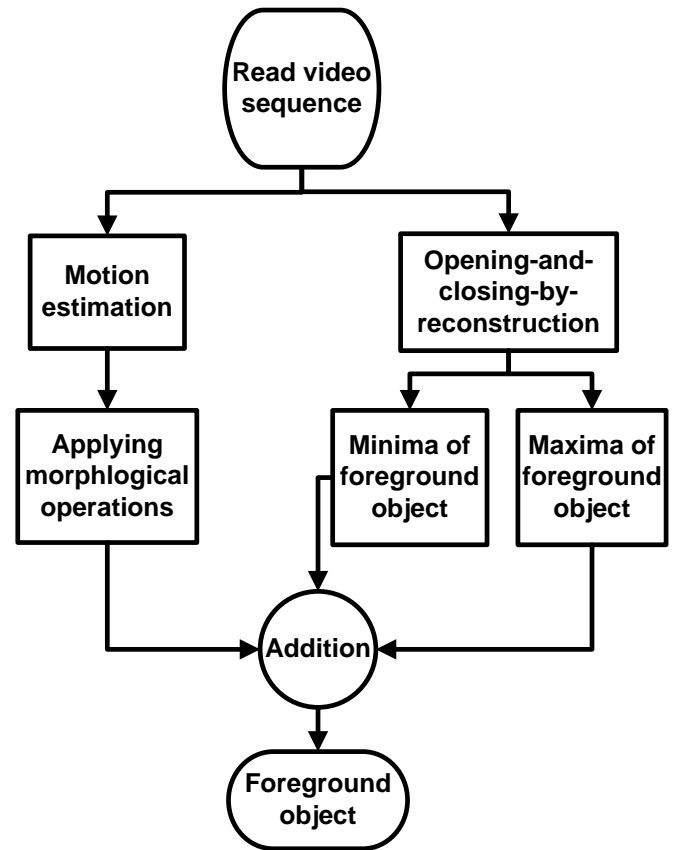 Read video
sequence
Motion
estimation
Opening-and-
closing-by-
reconstruction
Applying
morphlogical
operations
Minima of
foreground
object
Maxima of
foreground
object
Addition
Foreground
object